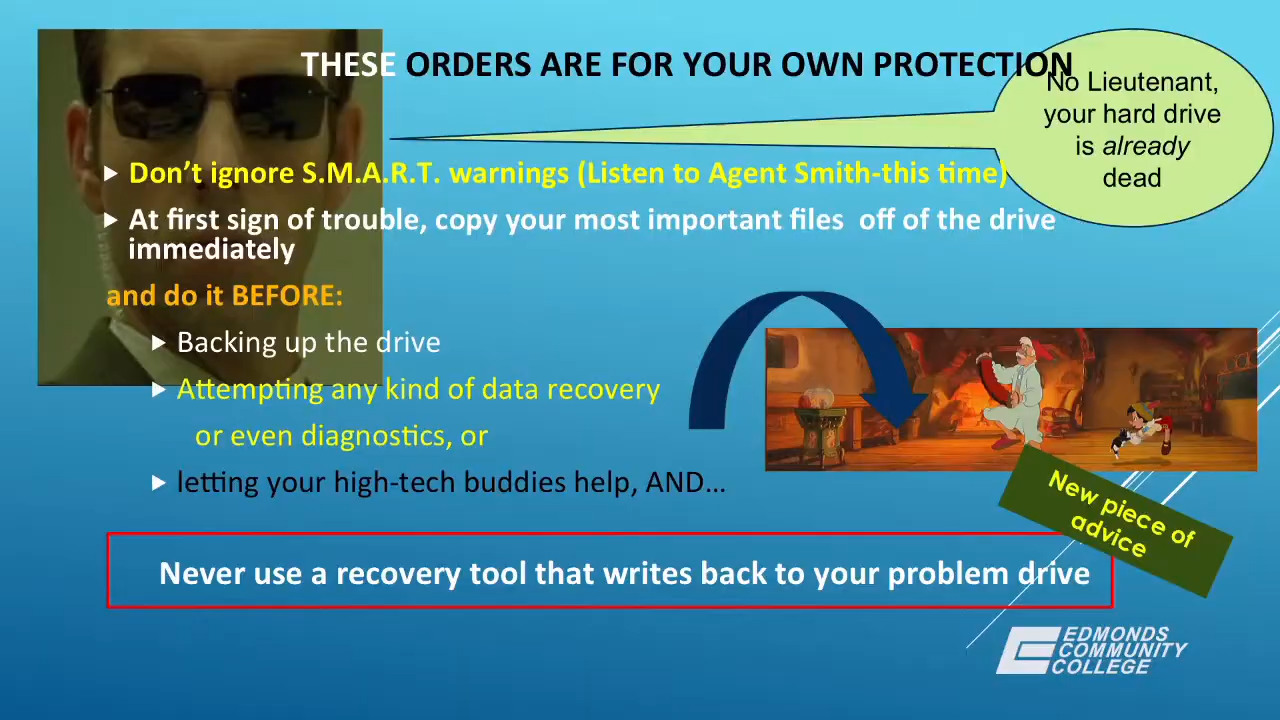 THESE ORDERS ARE FOR YOUR OWN PROTECTION
No Lieutenant,
your hard drive
is already
dead
Don’t ignore S.M.A.R.T. warnings (Listen to Agent Smith-this time)
At first sign of trouble, copy your most important files  off of the drive
immediately
and do it BEFORE:
Backing up the drive
Attempting any kind of data recovery
or even diagnostics, or
letting your high-tech buddies help, AND…
New piece of
advice
Never use a recovery tool that writes back to your problem drive
EDMONDS
COMMUNITY
COLLEGE